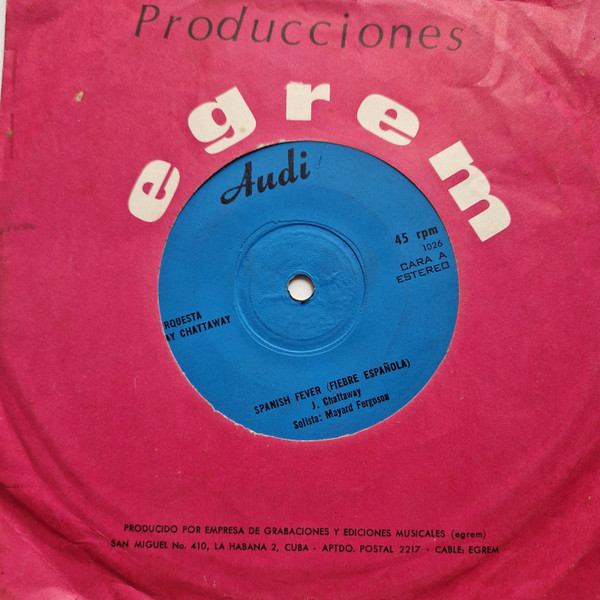 Producciones
egrem
Audi
45 rpm
1026
CARA A
ESTEREO
RQUESTA
AY CHATTAWAY
SPANISH FEVER (FIEBRE ESPAÑOLA)
J. Chattaway
Solista: Mayard Ferguson
PRODUCIDO POR EMPRESA DE GRABACIONES Y EDICIONES MUSICALES (egrem)
SAN MIGUEL No. 410, LA HABANA 2, CUBA - APTDO. POSTAL 2217 - CABLE: EGREM